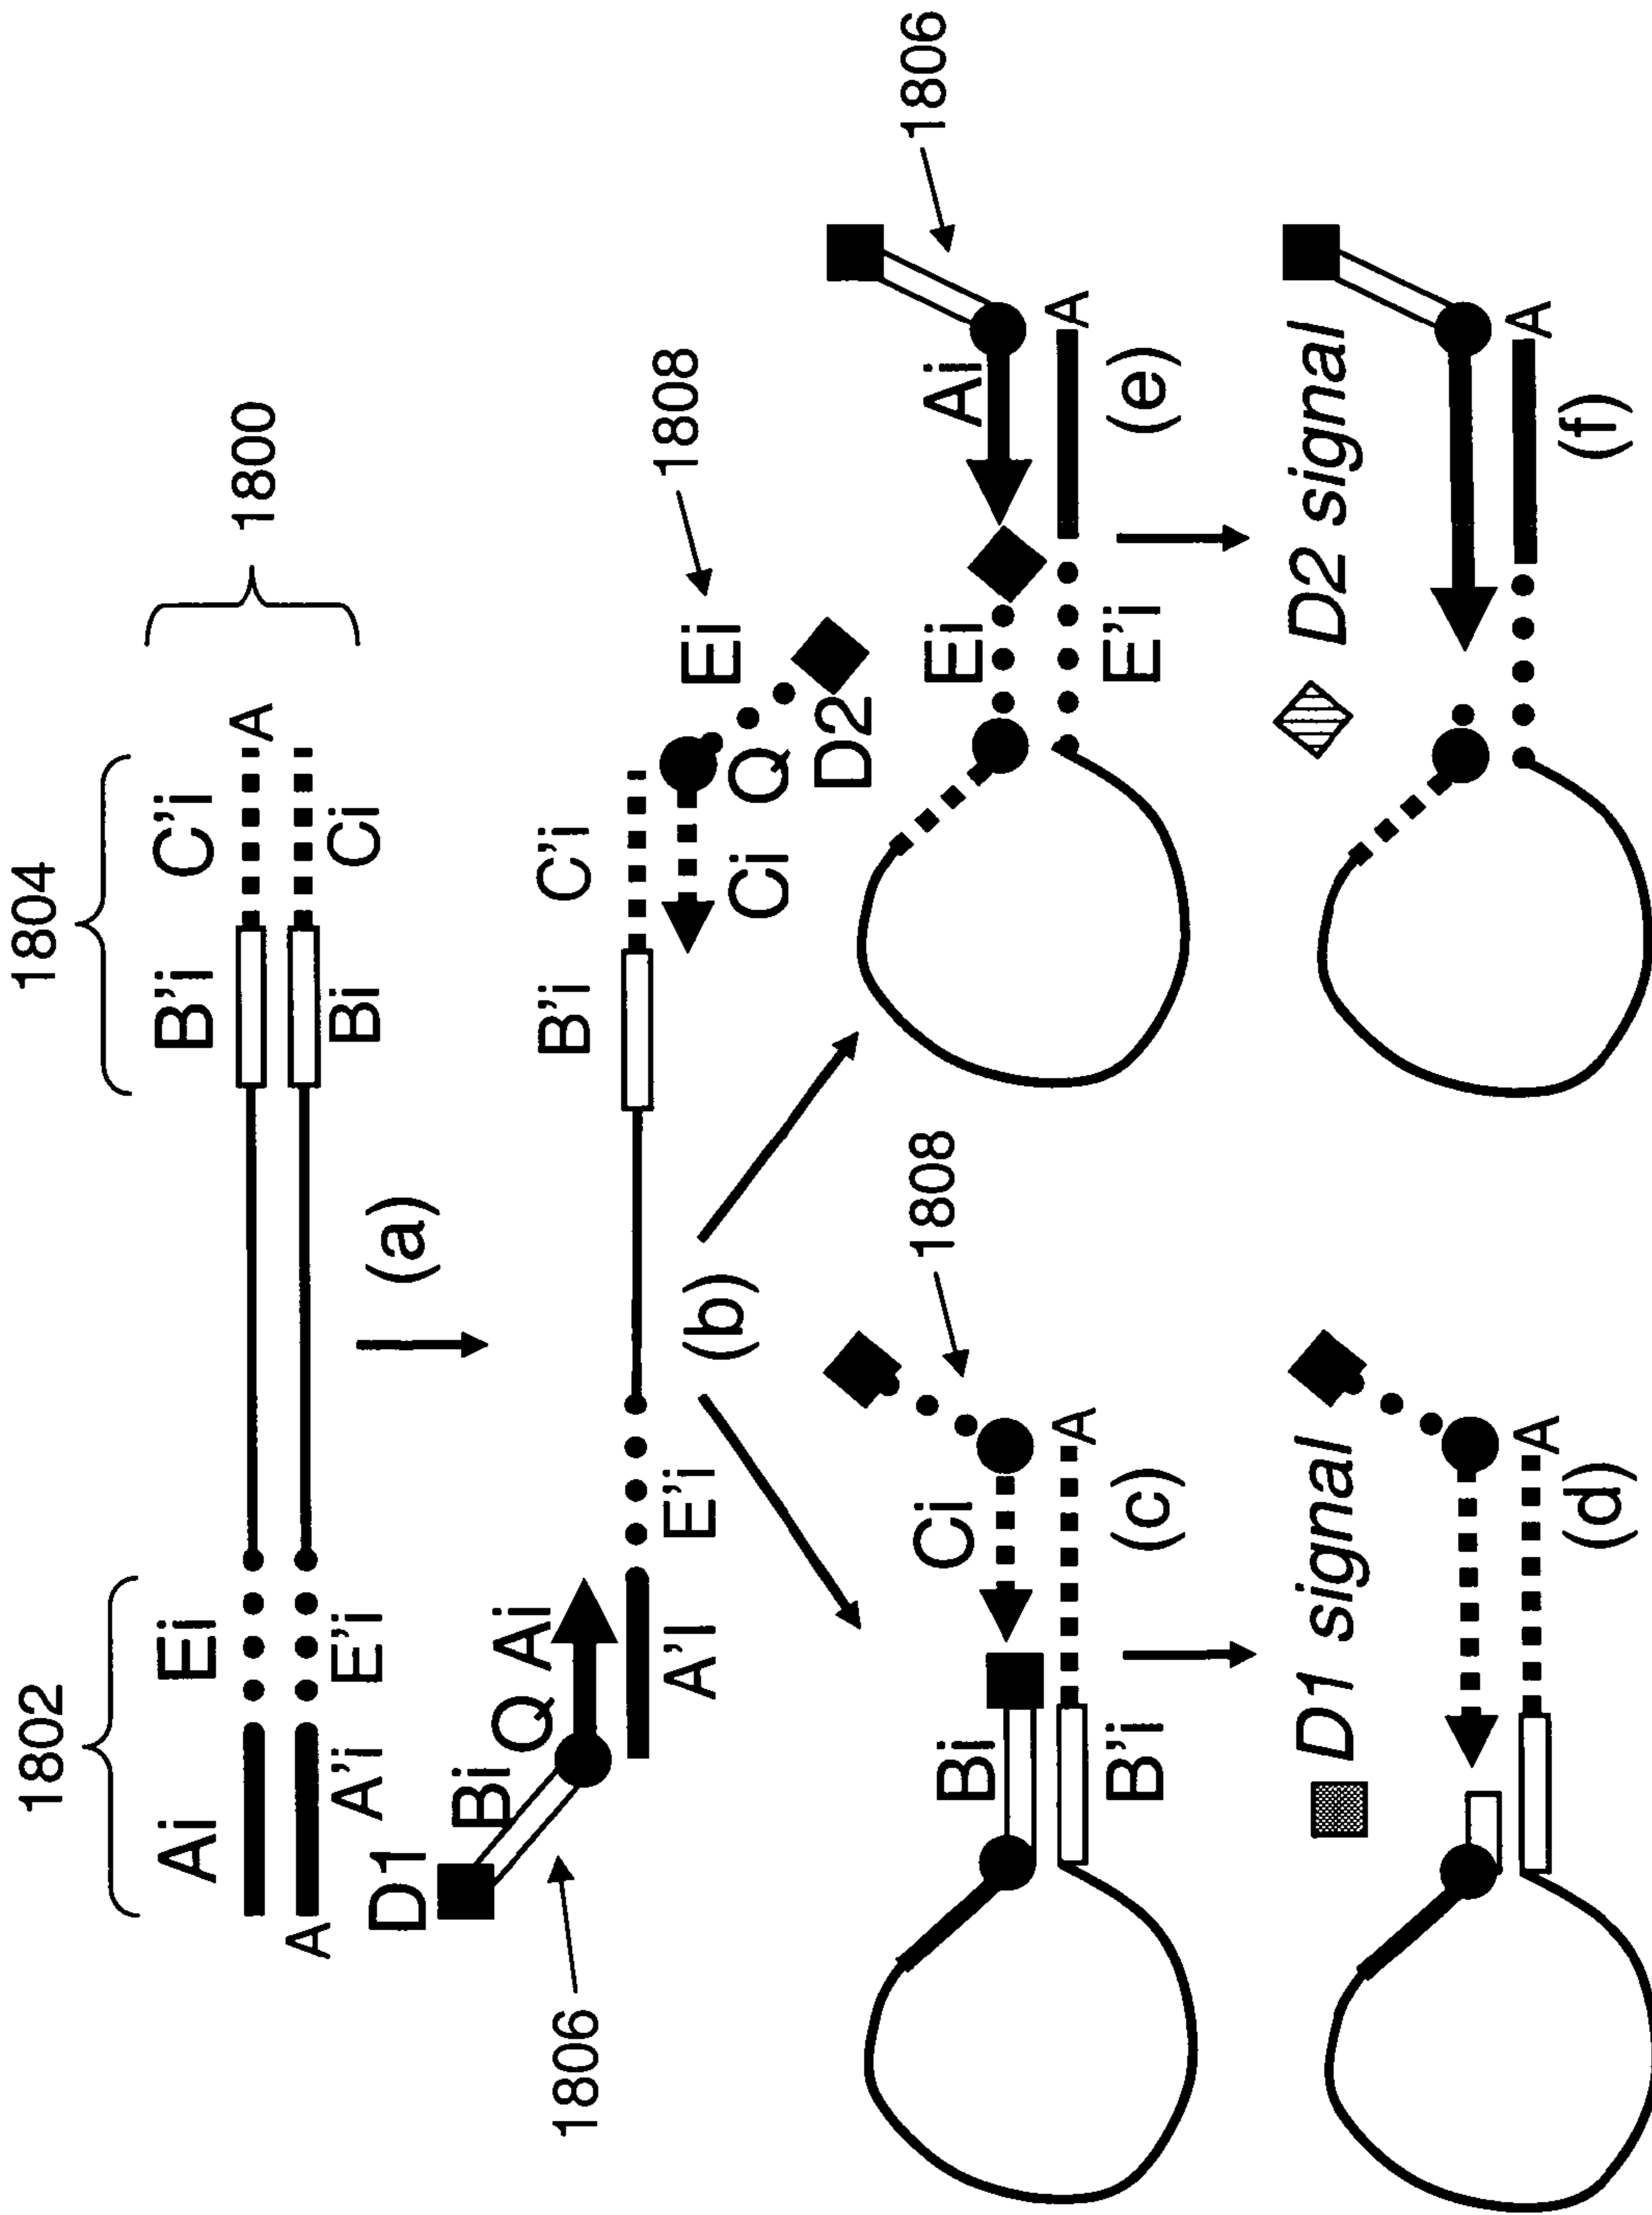 1802
1804
Ai Ei B'i C'i
A
1800
A
A'i E'i Bi Ci
(a)
D1
Bi
Q Ai
B'i C'i
Ei
1808
1806
A'I E'i
Ci Q
D2
(b)
1808
1806
Bi Ci
Ei Ai
A
A
B'i
(c)
E'i
(e)
D1 signal
D2 signal
A
A
(d)
(f)